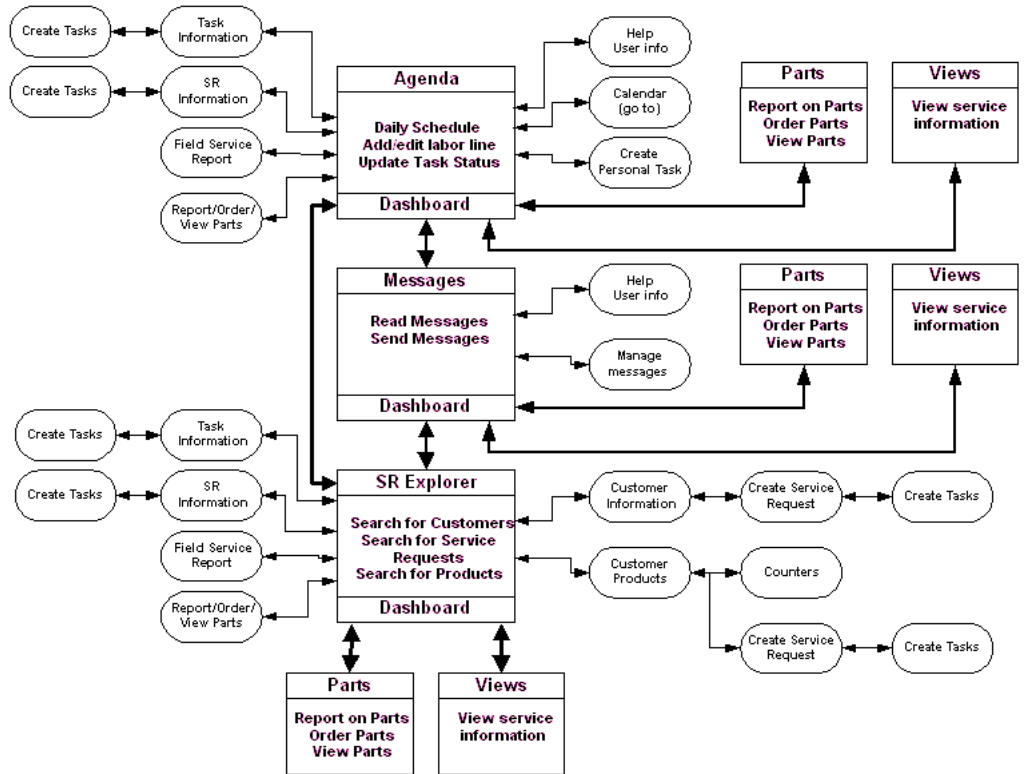 Create Tasks
Task
Information
Create Tasks
SR
Information
Field Service
Report
Report/Order/
View Parts
Agenda
Daily Schedule
Add/edit labor line
Update Task Status
Dashboard
Help
User info
Calendar
(go to)
Create
Personal Task
Parts
Report on Parts
Order Parts
View Parts
Views
View service
information
Messages
Read Messages
Send Messages
Dashboard
Help
User info
Manage
messages
Parts
Report on Parts
Order Parts
View Parts
Views
View service
information
Create Tasks
Task
Information
Create Tasks
SR
Information
Field Service
Report
Report/Order/
View Parts
SR Explorer
Search for Customers
Search for Service
Requests
Search for Products
Dashboard
Customer
Information
Create Service
Request
Create Tasks
Customer
Products
Counters
Create Service
Request
Create Tasks
Parts
Report on Parts
Order Parts
View Parts
Views
View service
information